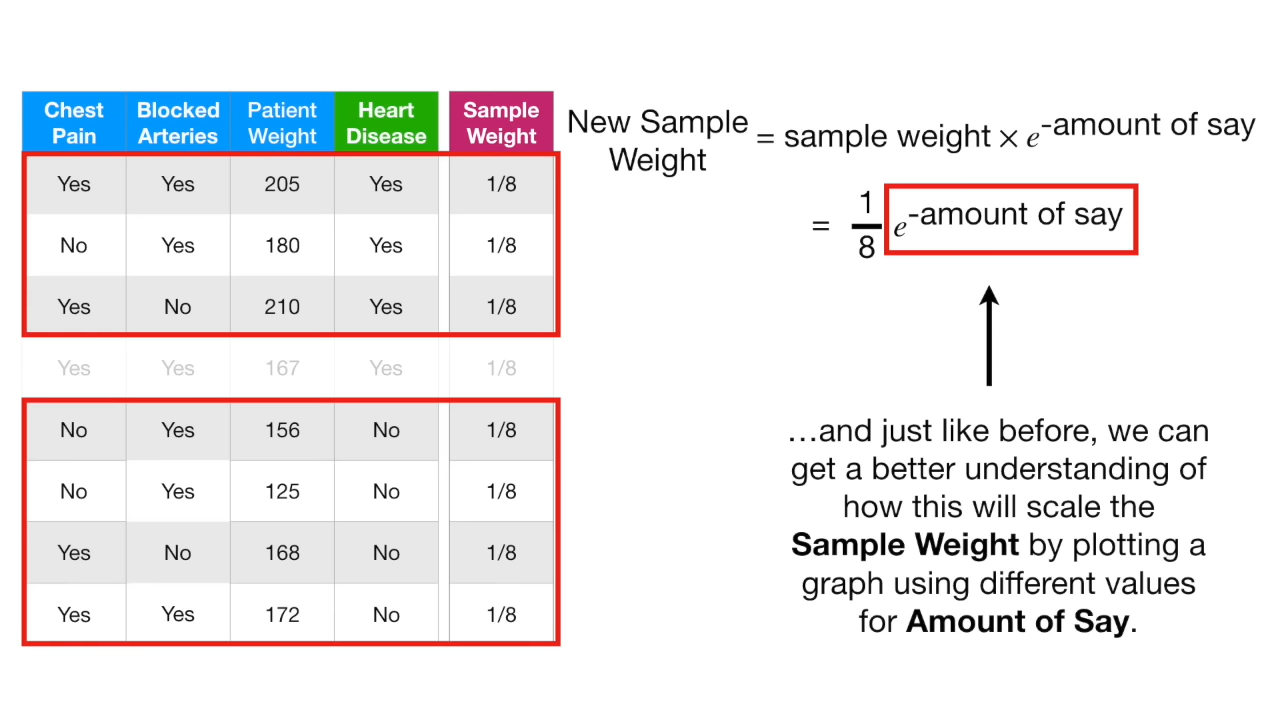 Chest Pain Blocked Arteries Patient Weight Heart Disease Sample Weight
Yes Yes 205 Yes 1/8
No Yes 180 Yes 1/8
Yes No 210 Yes 1/8
Yes Yes 167 Yes 1/8
No Yes 156 No 1/8
No Yes 125 No 1/8
Yes No 168 No 1/8
Yes Yes 172 No 1/8
New Sample Weight = sample weight × e^-amount of say
= 1/8 e^-amount of say
…and just like before, we can
get a better understanding of
how this will scale the
Sample Weight by plotting a
graph using different values
for Amount of Say.